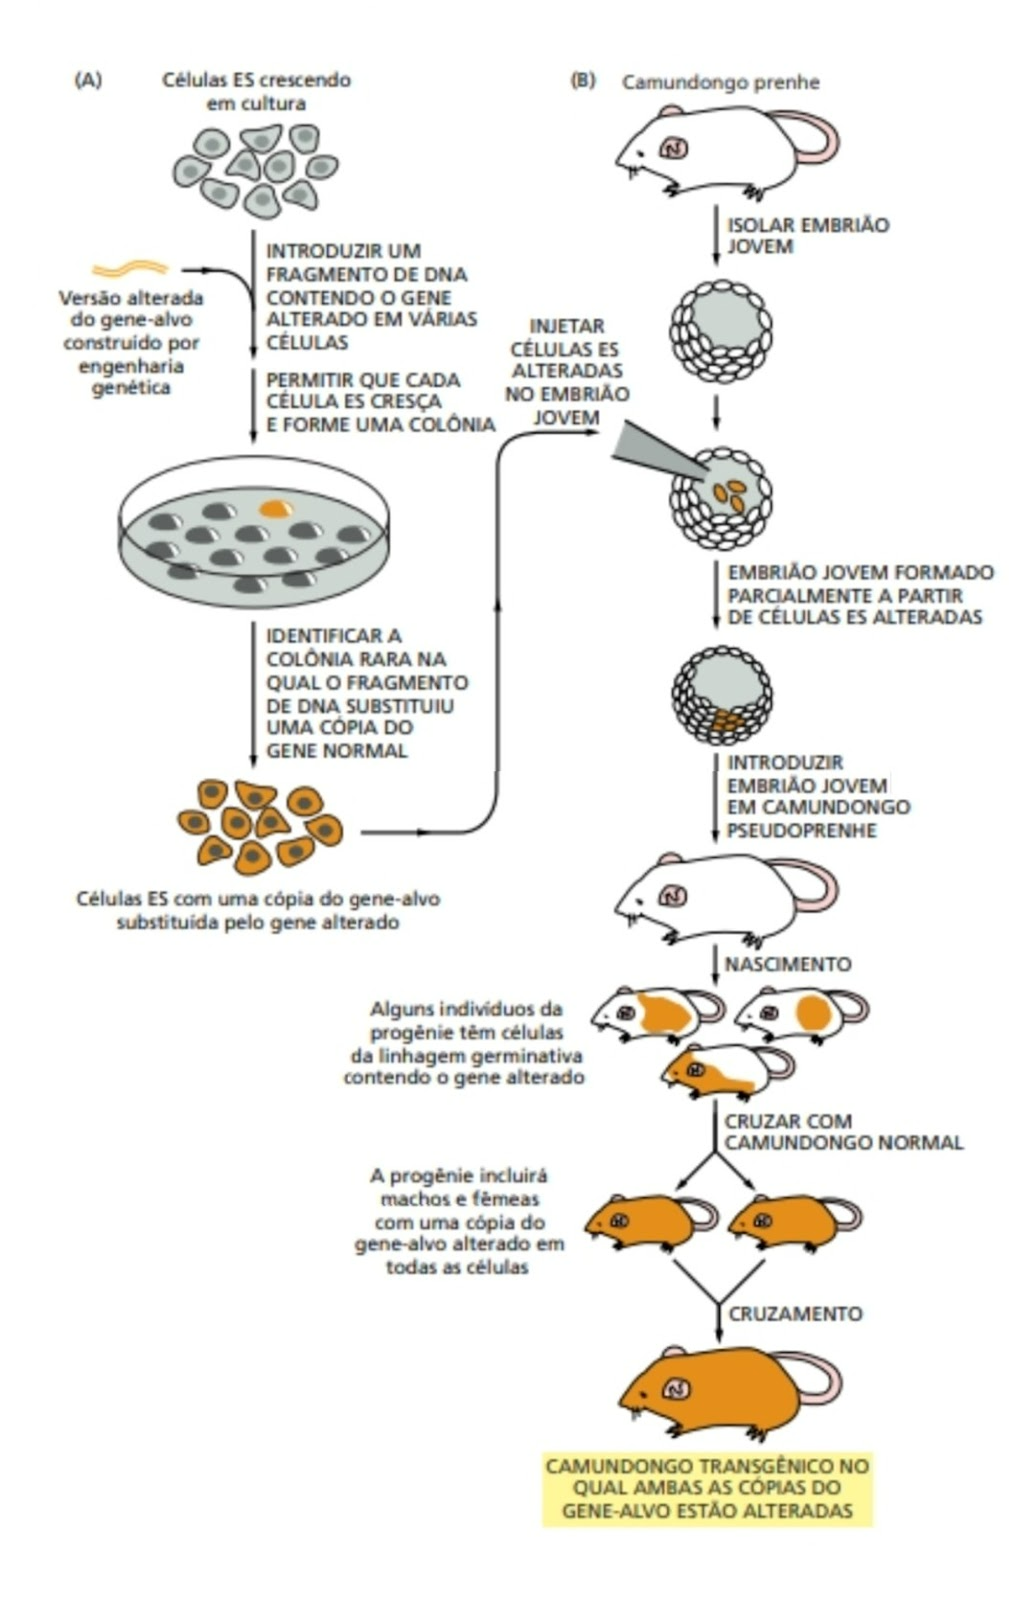 (A)
Células ES crescendo
em cultura
INTRODUZIR UM
FRAGMENTO DE DNA
CONTENDO O GENE
ALTERADO EM VÁRIAS
CÉLULAS
Versão alterada
do gene-alvo
construído por
engenharia
genética
PERMITIR QUE CADA
CÉLULA ES CRESÇA
E FORME UMA COLÔNIA
IDENTIFICAR A
COLÔNIA RARA NA
QUAL O FRAGMENTO
DE DNA SUBSTITUIU
UMA CÓPIA DO
GENE NORMAL
Células ES com uma cópia do gene-alvo
substituída pelo gene alterado
(B)
Camundongo prenhe
ISOLAR EMBRIÃO
JOVEM
INJETAR
CÉLULAS ES
ALTERADAS
NO EMBRIÃO
JOVEM
EMBRIÃO JOVEM FORMADO
PARCIALMENTE A PARTIR
DE CÉLULAS ES ALTERADAS
INTRODUZIR
EMBRIÃO JOVEM
EM CAMUNDONGO
PSEUDOPRENHE
NASCIMENTO
Alguns indivíduos da
progênie têm células
da linhagem germinativa
contendo o gene alterado
CRUZAR COM
CAMUNDONGO NORMAL
A progênie incluirá
machos e fêmeas
com uma cópia do
gene-alvo alterado em
todas as células
CRUZAMENTO
CAMUNDONGO TRANSGÊNICO NO
QUAL AMBAS AS CÓPIAS DO
GENE-ALVO ESTÃO ALTERADAS